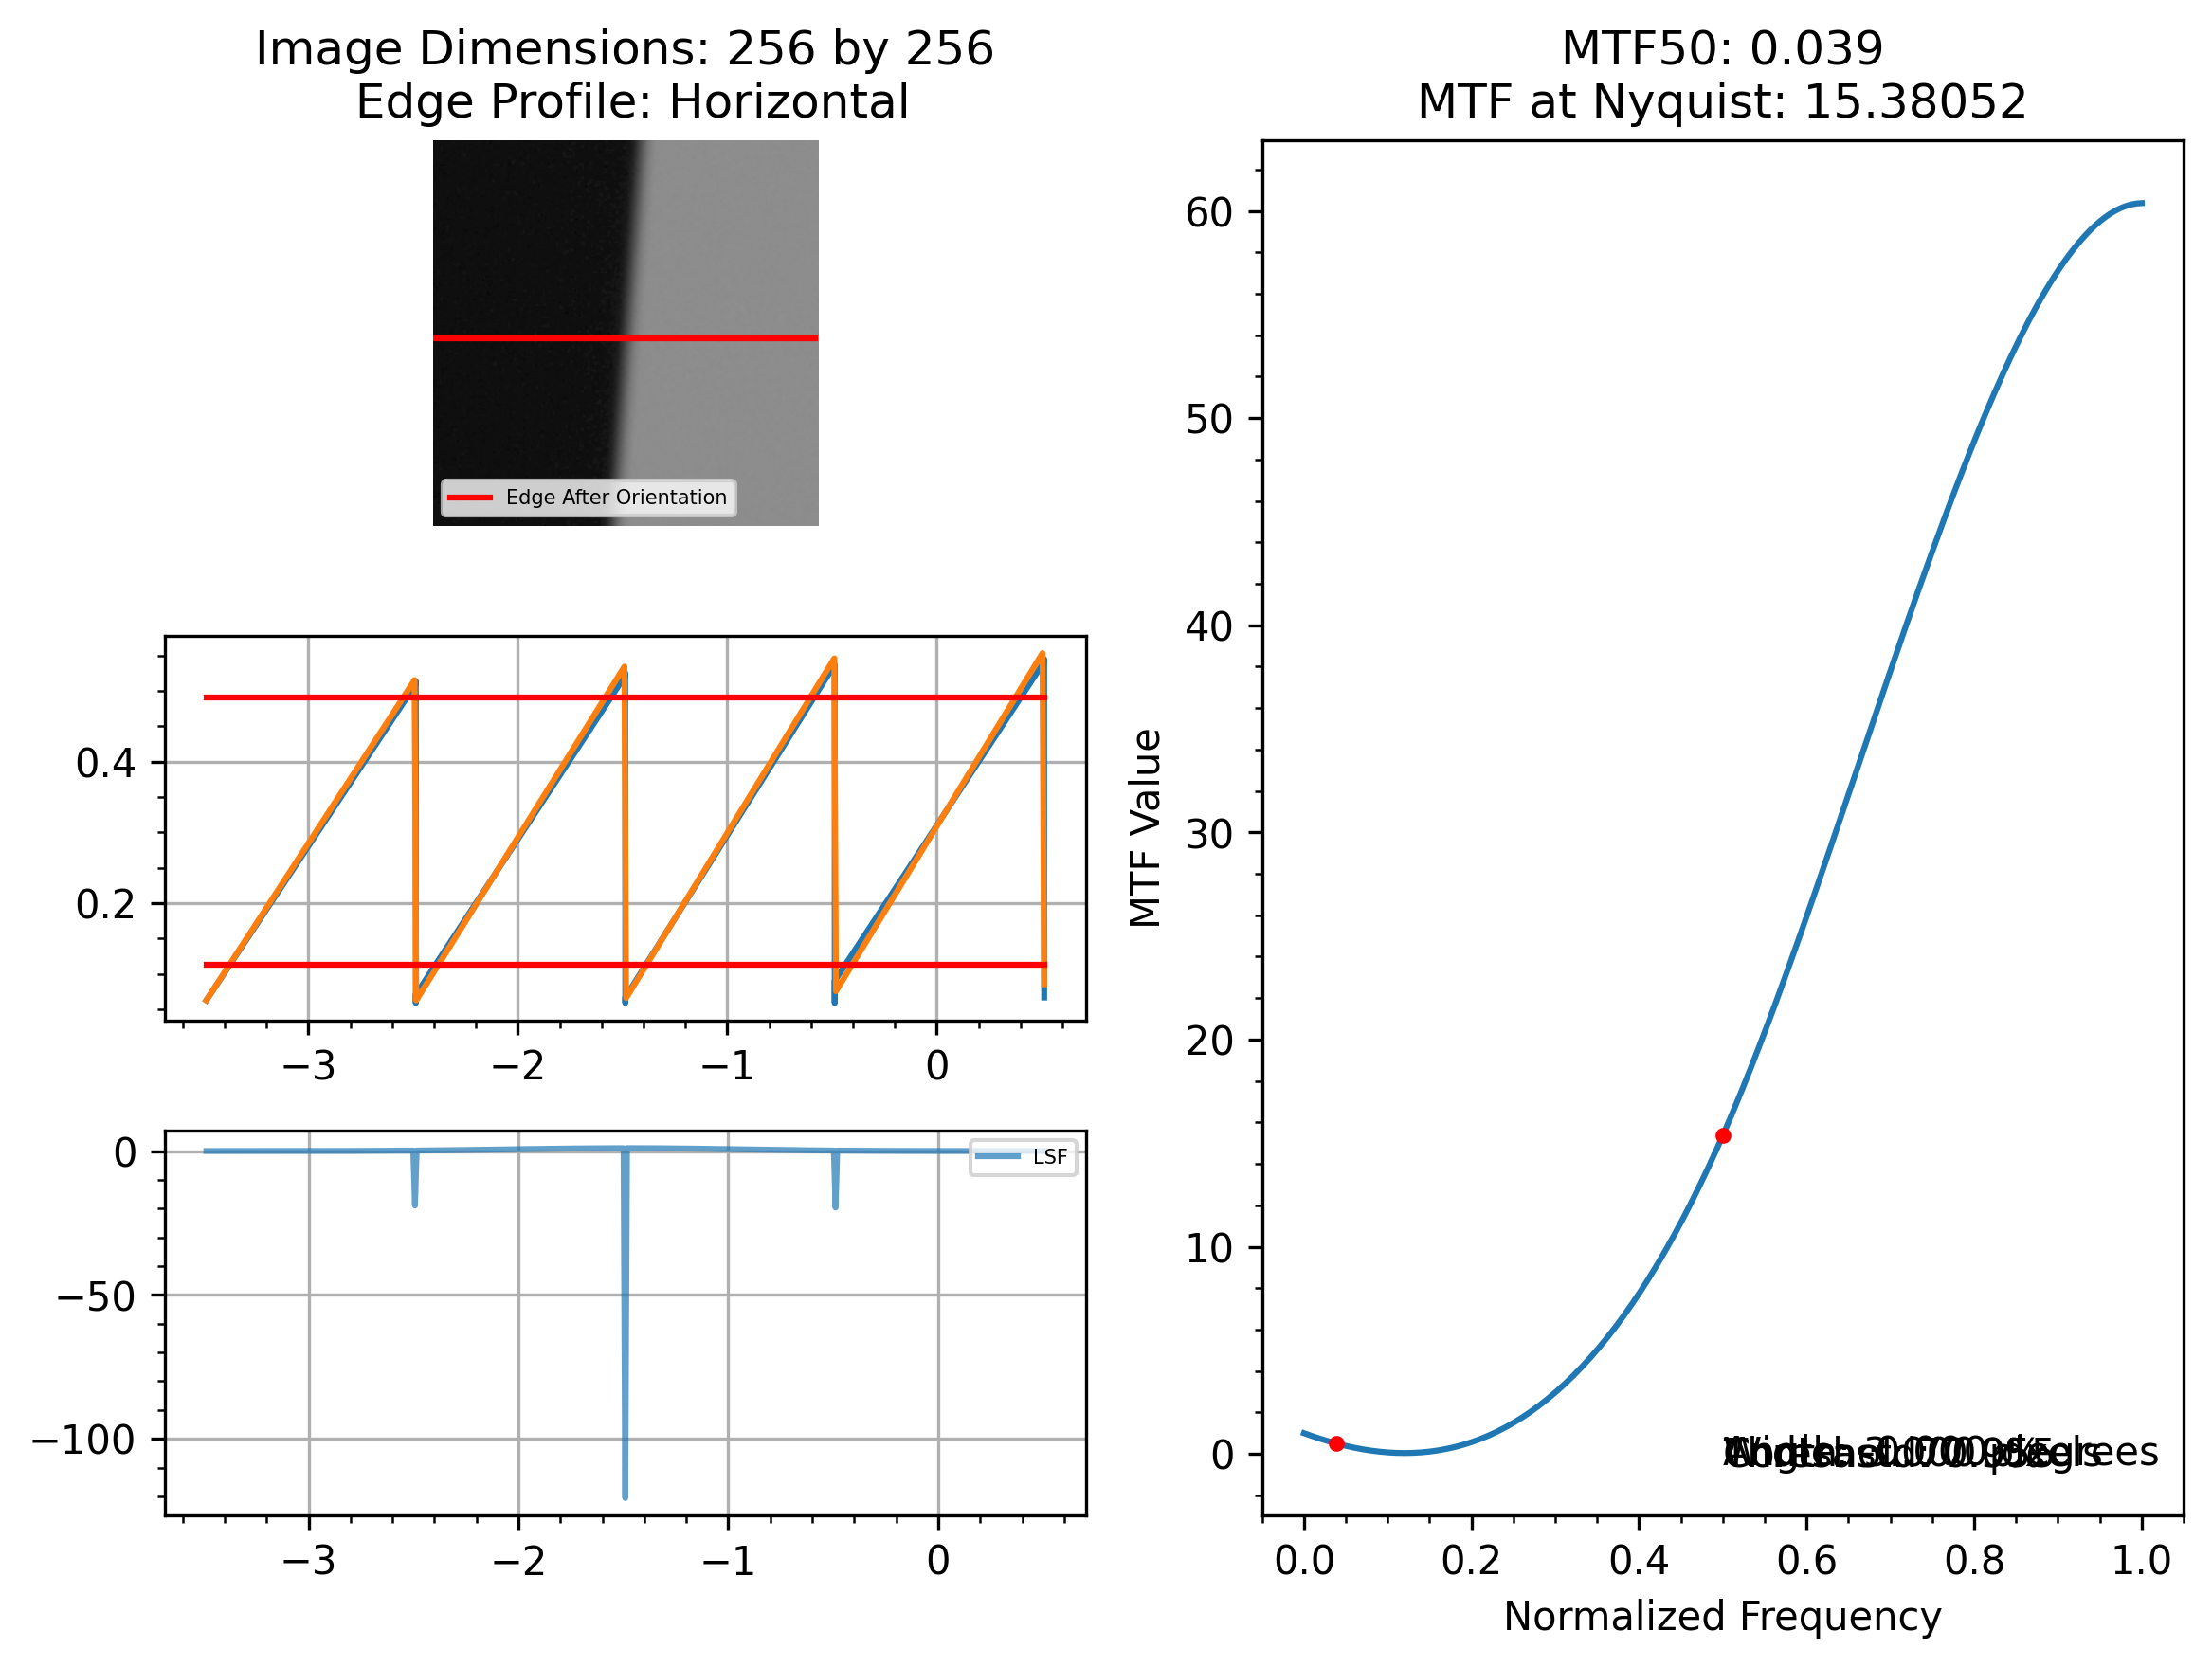 Image Dimensions: 256 by 256
Edge Profile: Horizontal
Edge After Orientation
0.4
0.2
−3 −2 −1 0
0
−50
−100
LSF
−3 −2 −1 0
MTF50: 0.039
MTF at Nyquist: 15.38052
MTF Value
60
50
40
30
20
10
0
degrees
0.0 0.2 0.4 0.6 0.8 1.0
Normalized Frequency